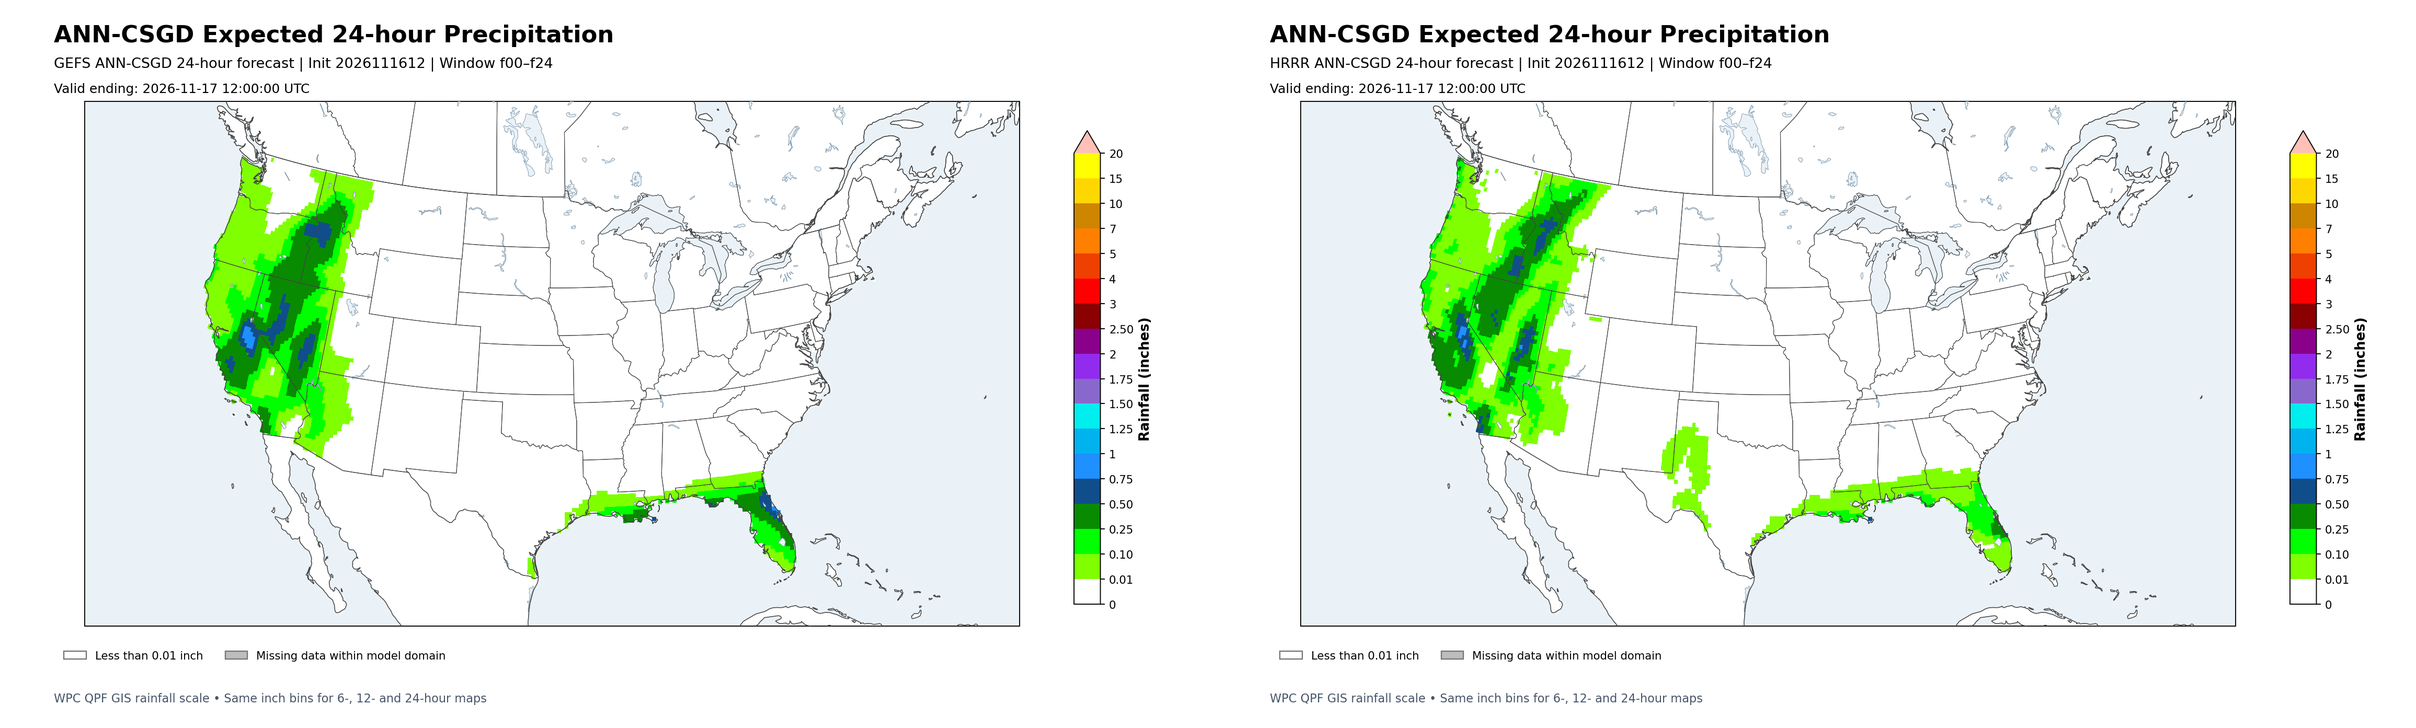 ANN-CSGD Expected 24-hour Precipitation
GEFS ANN-CSGD 24-hour forecast | Init 2026111612 | Window f00–f24
Valid ending: 2026-11-17 12:00:00 UTC
20
15
10
7
5
4
3
2.50
2
1.75
1.50
1.25
1
0.75
0.50
0.25
0.10
0.01
0
Rainfall (inches)
Less than 0.01 inch
Missing data within model domain
WPC QPF GIS rainfall scale • Same inch bins for 6-, 12- and 24-hour maps
ANN-CSGD Expected 24-hour Precipitation
HRRR ANN-CSGD 24-hour forecast | Init 2026111612 | Window f00–f24
Valid ending: 2026-11-17 12:00:00 UTC
20
15
10
7
5
4
3
2.50
2
1.75
1.50
1.25
1
0.75
0.50
0.25
0.10
0.01
0
Rainfall (inches)
Less than 0.01 inch
Missing data within model domain
WPC QPF GIS rainfall scale • Same inch bins for 6-, 12- and 24-hour maps